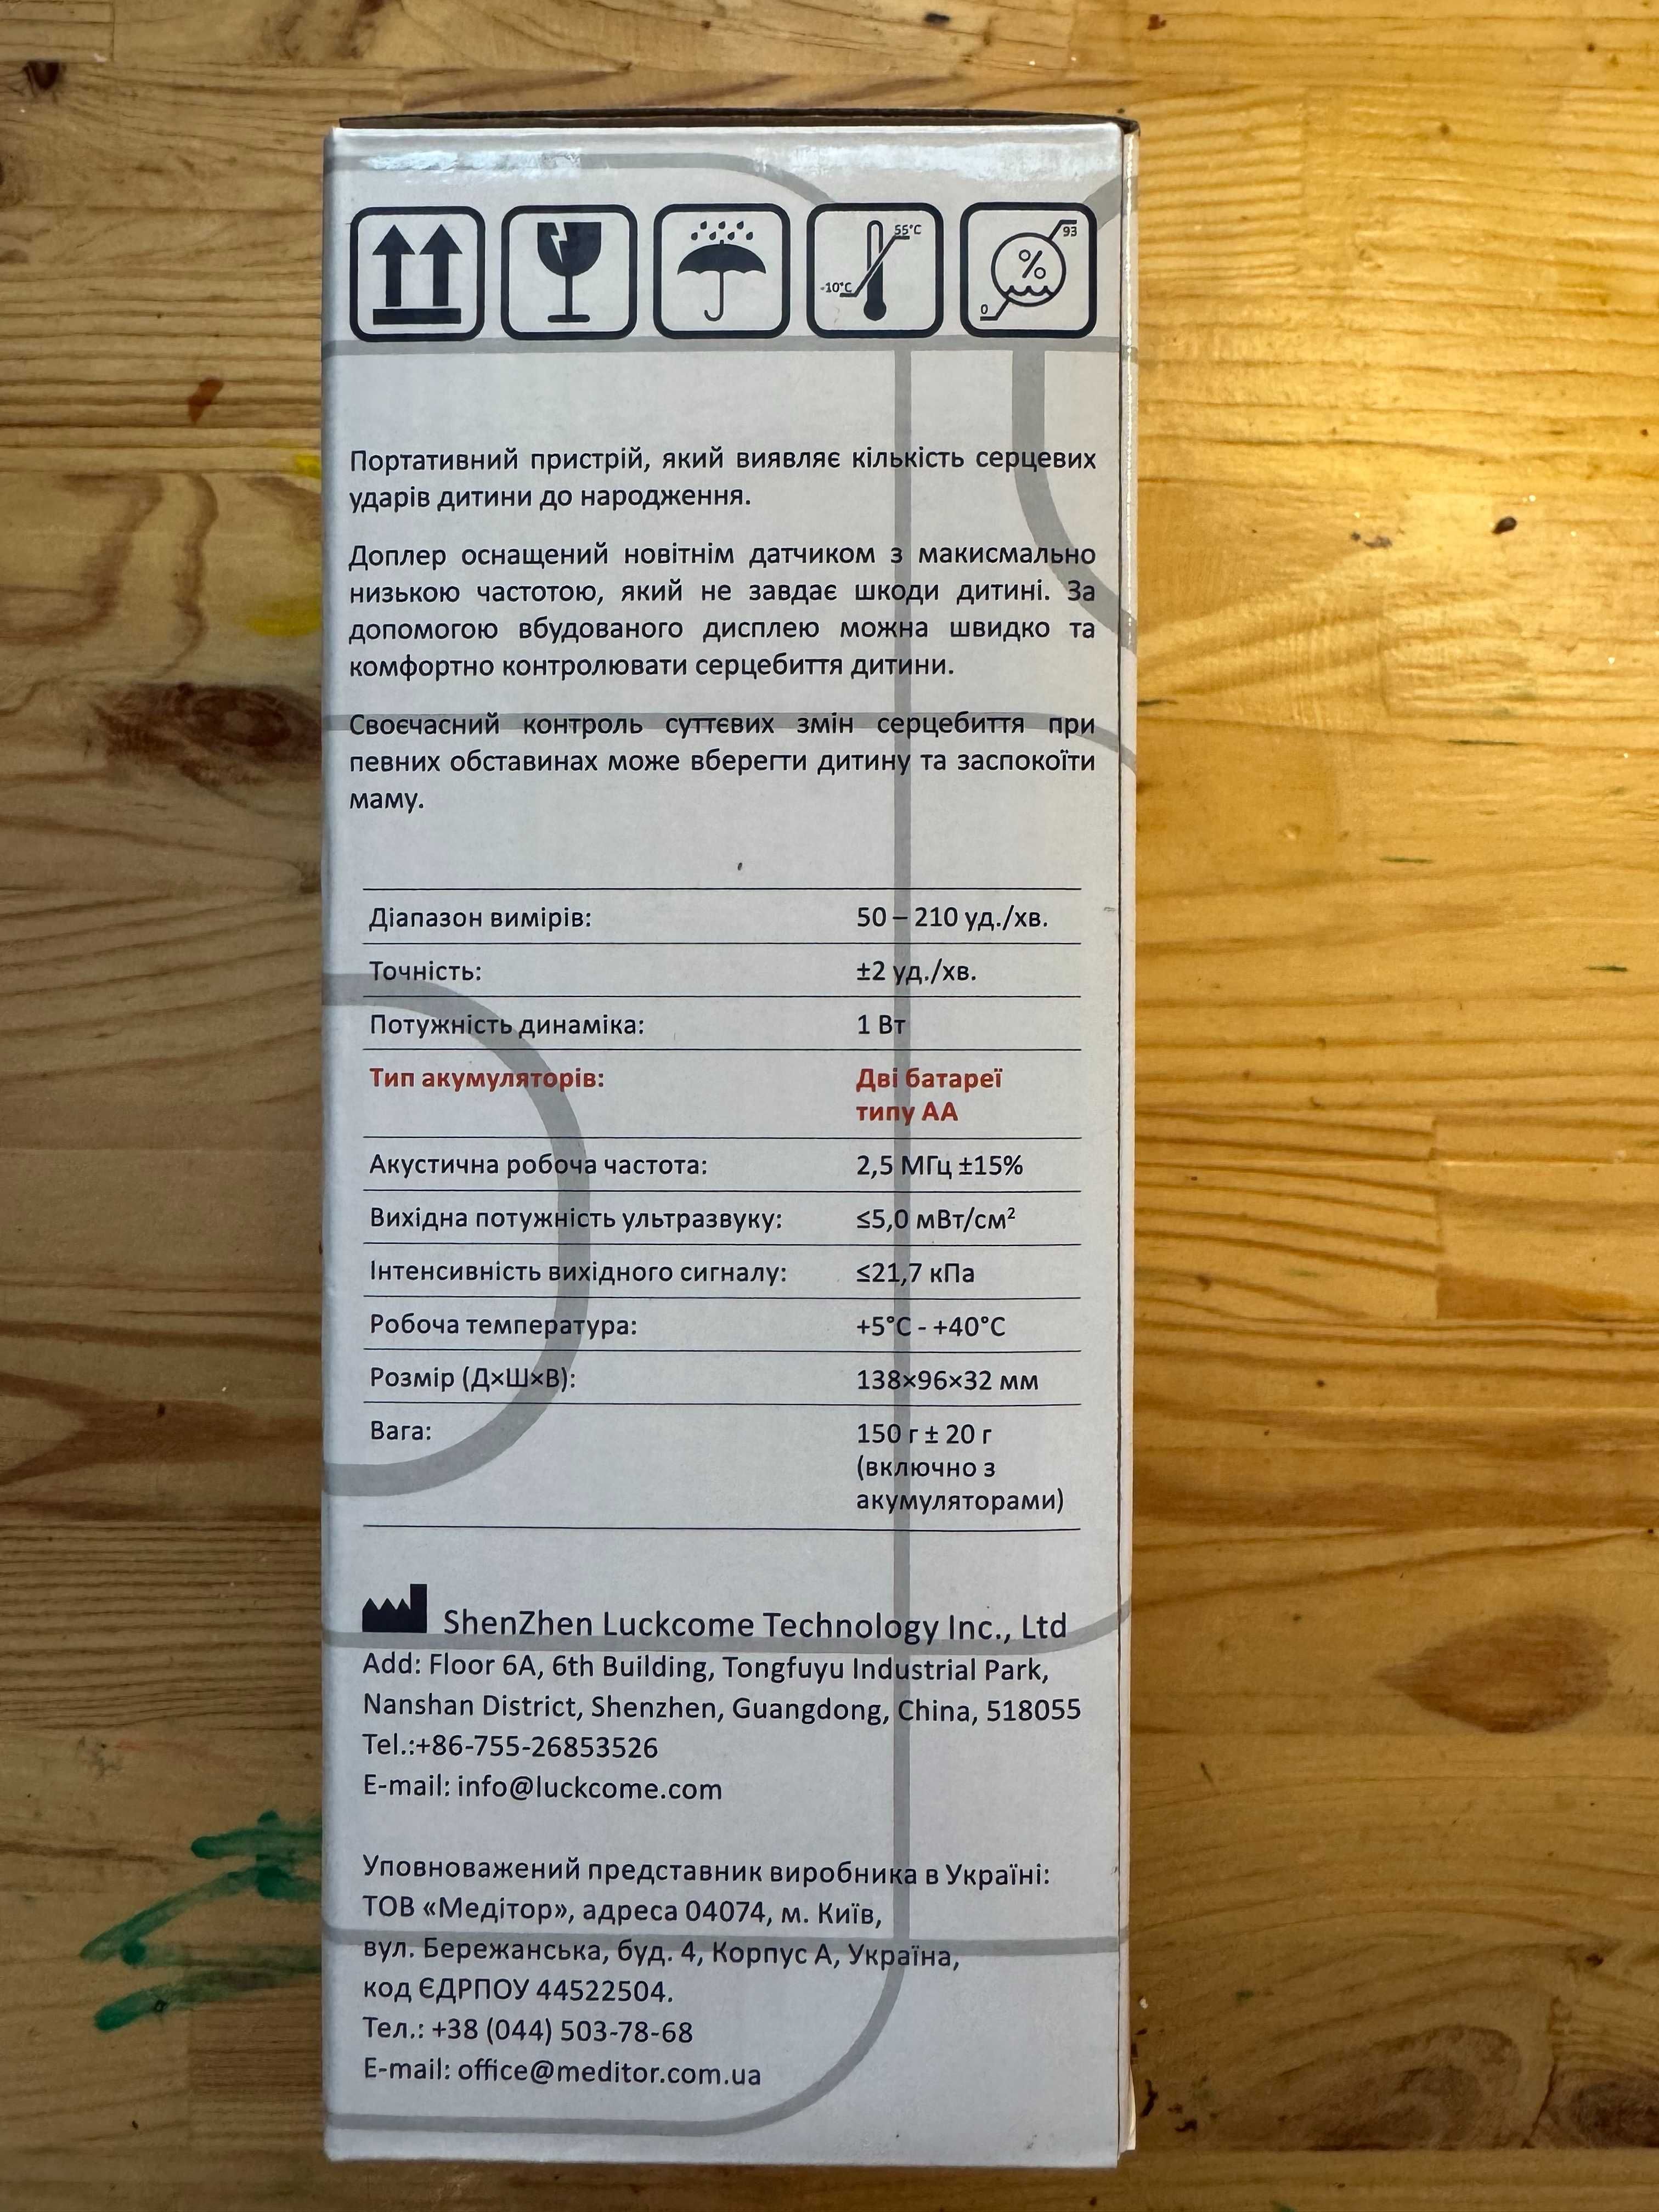 55°C
-10°C
%
93
0
Портативний пристрій, який виявляє кількість серцевих
ударів дитини до народження.
Доплер оснащений новітнім датчиком з макисмально
низькою частотою, який не завдає шкоди дитині. За
допомогою вбудованого дисплею можна швидко та
комфортно контролювати серцебиття дитини.
Своєчасний контроль суттєвих змін серцебиття при
певних обставинах може вберегти дитину та заспокоїти
маму.
Діапазон вимірів: 50 – 210 уд./хв.
Точність: ±2 уд./хв.
Потужність динаміка: 1 Вт
Тип акумуляторів: Дві батареї
типу АА
Акустична робоча частота: 2,5 МГц ±15%
Вихідна потужність ультразвуку: ≤5,0 мВт/см²
Інтенсивність вихідного сигналу: ≤21,7 кПа
Робоча температура: +5°C - +40°C
Розмір (Д×Ш×В): 138×96×32 мм
Вага: 150 г ± 20 г
(включно з
акумуляторами)
ShenZhen Luckcome Technology Inc., Ltd
Add: Floor 6A, 6th Building, Tongfuyu Industrial Park,
Nanshan District, Shenzhen, Guangdong, China, 518055
Tel.:+86-755-26853526
E-mail: info@luckcome.com
Уповноважений представник виробника в Україні:
ТОВ «Медітор», адреса 04074, м. Київ,
вул. Бережанська, буд. 4, Корпус А, Україна,
код ЄДРПОУ 44522504.
Тел.: +38 (044) 503-78-68
E-mail: office@meditor.com.ua